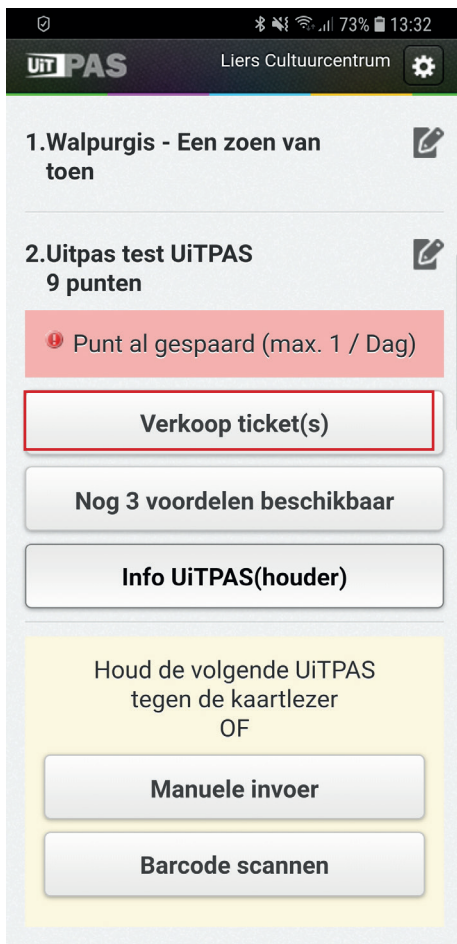 73% 13:32
UiTPAS Liers Cultuurcentrum
1.Walpurgis - Een zoen van
toen
2.Uitpas test UiTPAS
9 punten
Punt al gespaard (max. 1 / Dag)
Verkoop ticket(s)
Nog 3 voordelen beschikbaar
Info UiTPAS(houder)
Houd de volgende UiTPAS
tegen de kaartlezer
OF
Manuele invoer
Barcode scannen